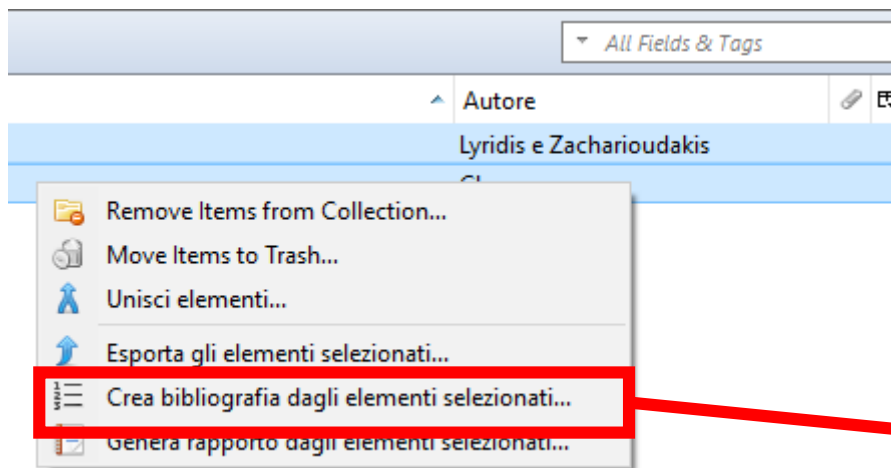 All Fields & Tags
Autore
Lyridis e Zacharioudakis
Remove Items from Collection...
Move Items to Trash...
Unisci elementi...
Esporta gli elementi selezionati...
Crea bibliografia dagli elementi selezionati...
Genera rapporto dagli elementi selezionati...